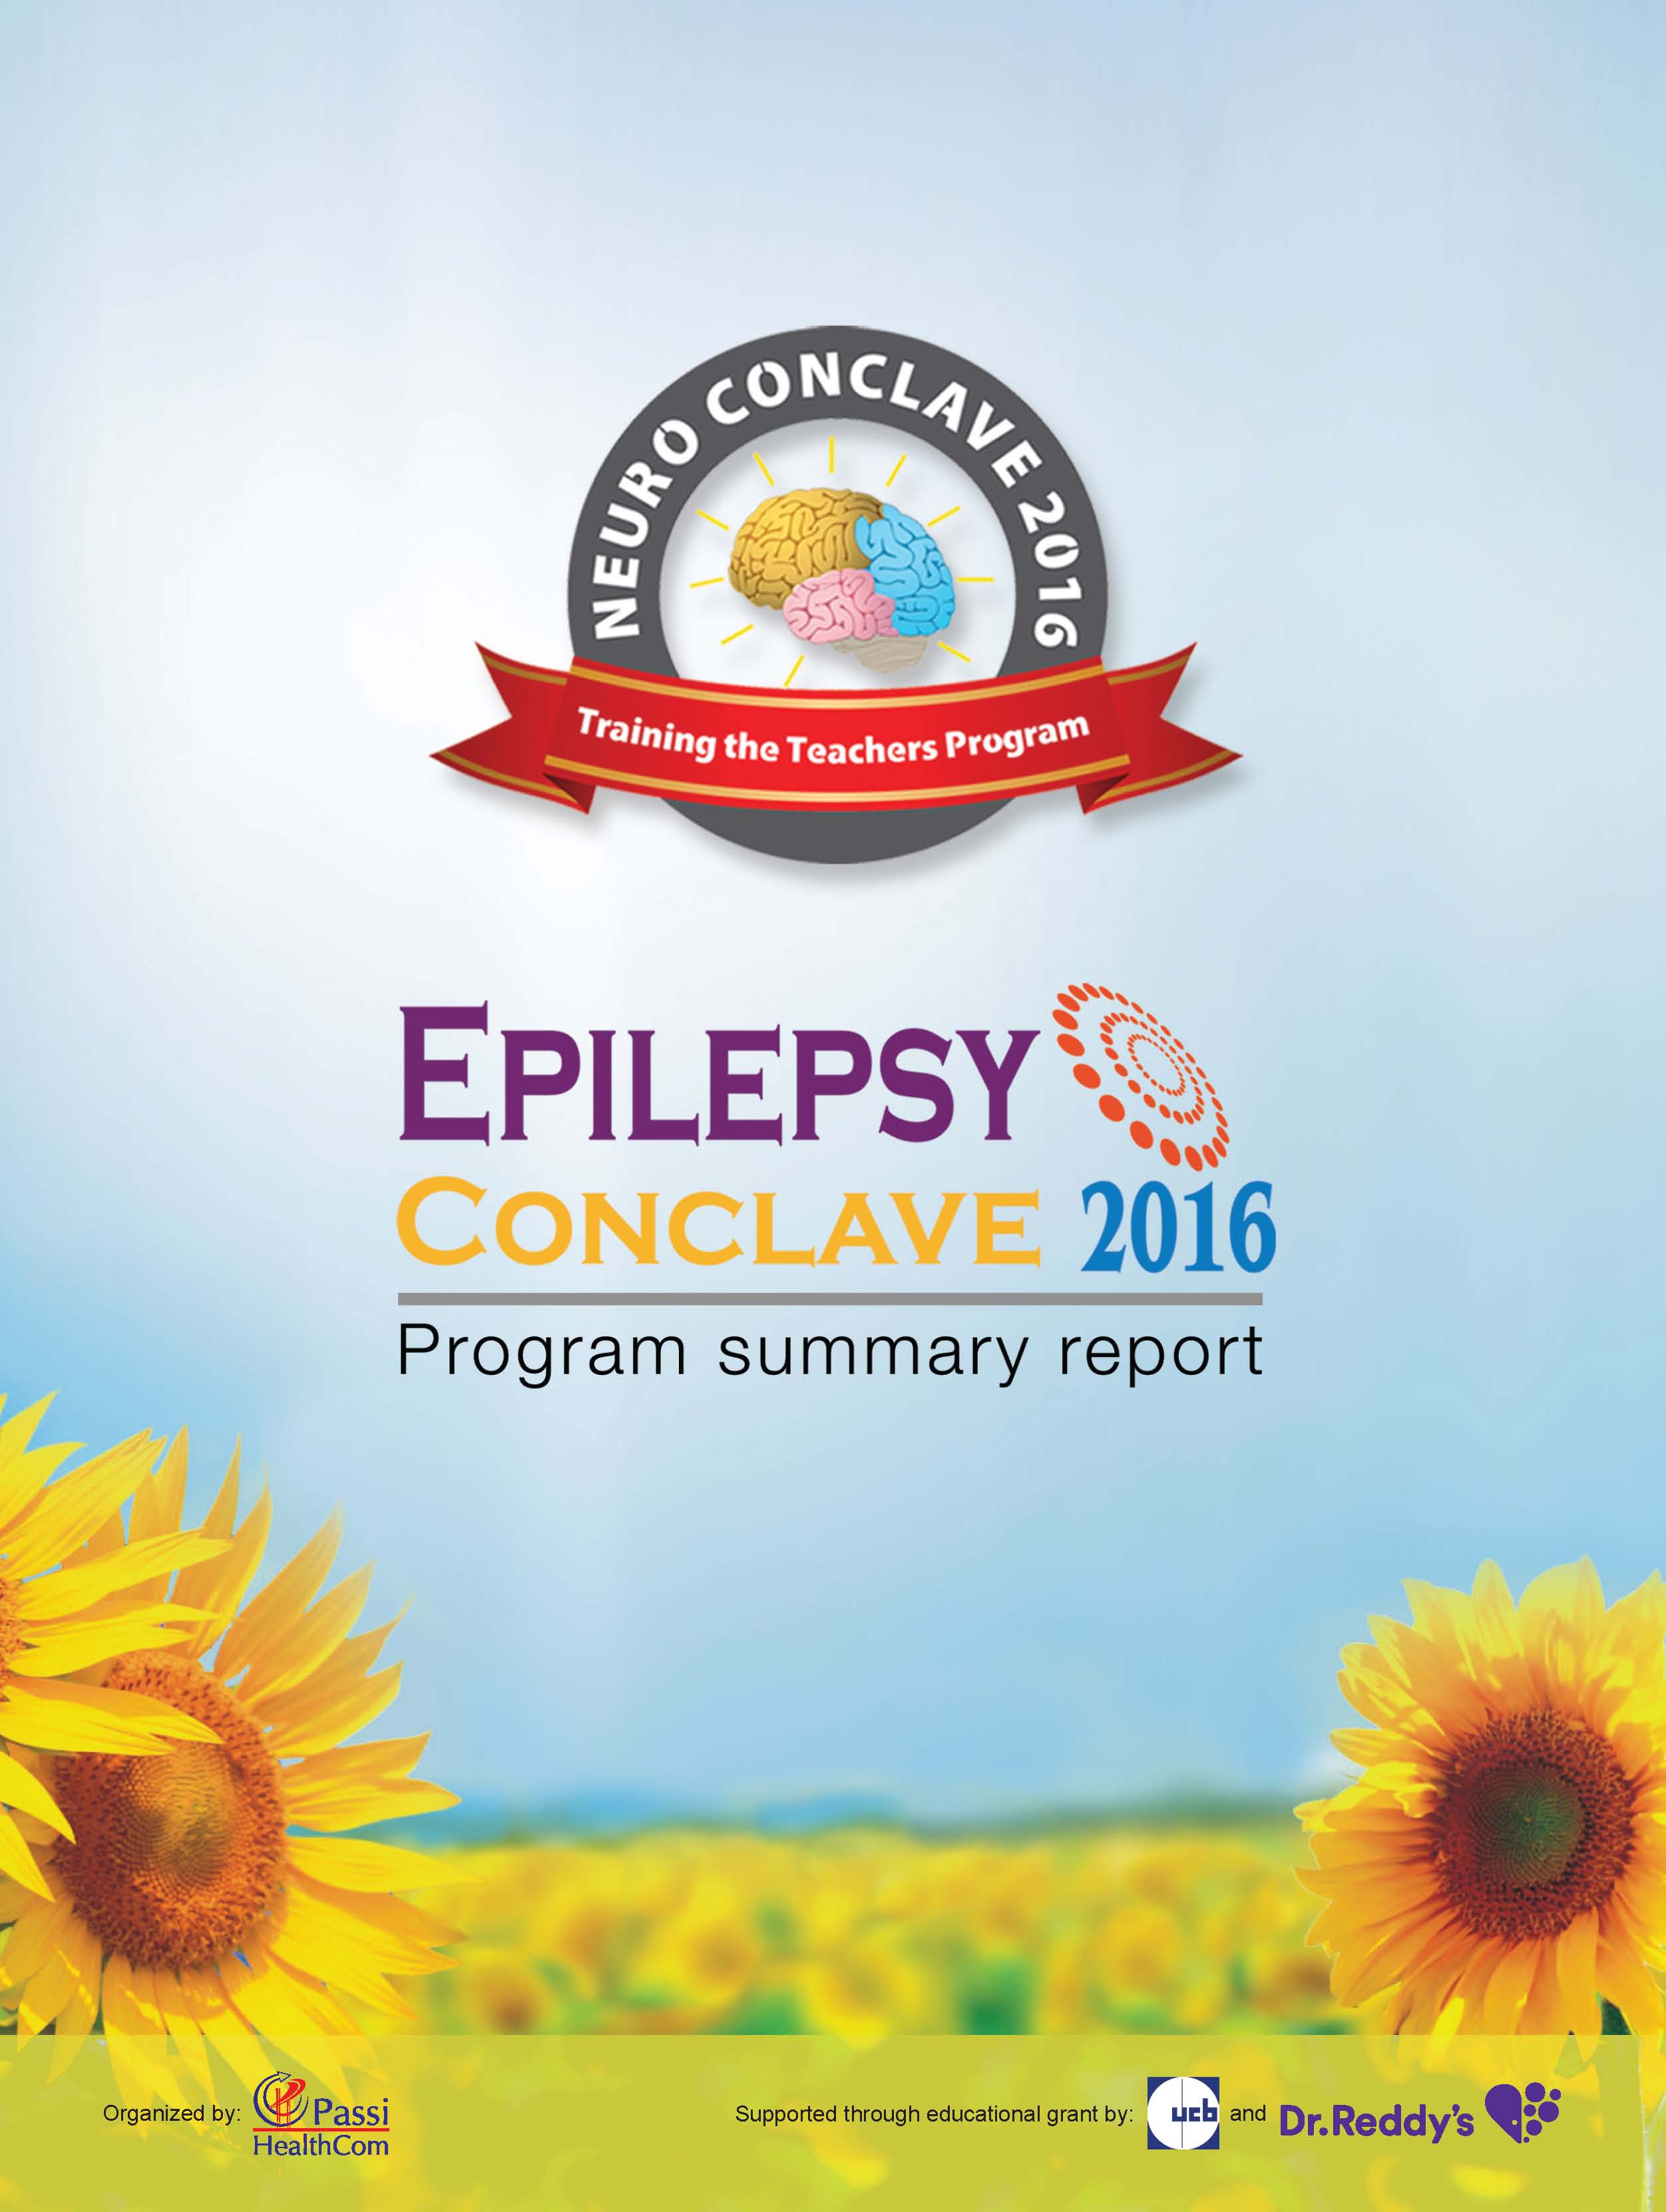 NEURO CONCLAVE 2016
Training the Teachers Program
EPILEPSY
CONCLAVE 2016
Program summary report
Organized by:
Passi
HealthCom
Supported through educational grant by:
ucb
and
Dr.Reddy's